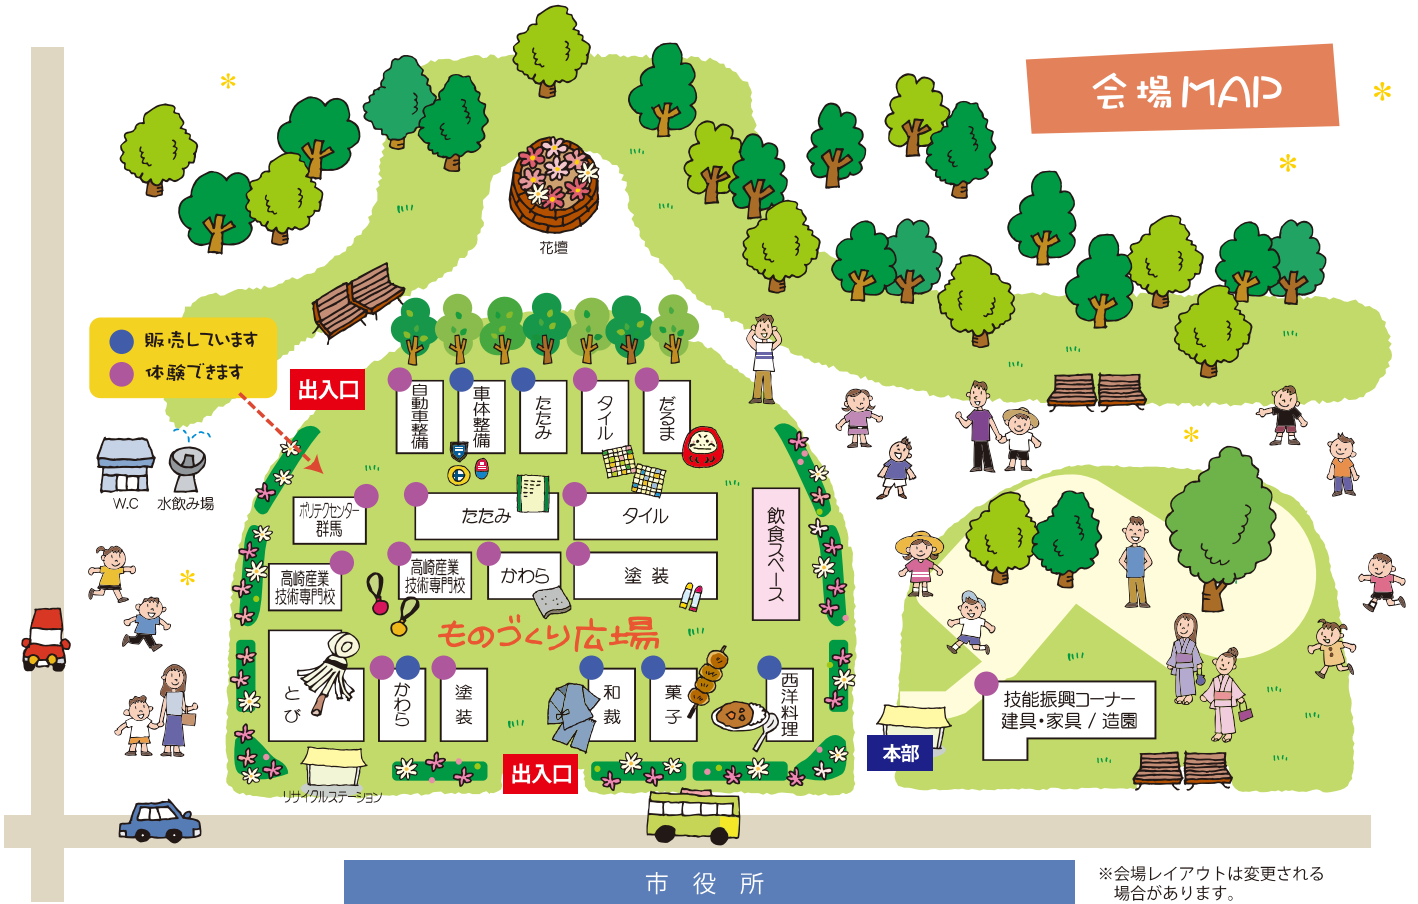 会場MAP
花壇
販売しています
体験できます
出入口
自動車整備
車体整備
たたみ
タイル
だるま
W.C
水飲み場
ポリテクセンター
群馬
たたみ
タイル
飲食スペース
高崎産業
技術専門校
高崎産業
技術専門校
かわら
塗装
ものづくり広場
とび
かわら
塗装
和裁
菓子
西洋料理
技能振興コーナー
建具・家具 / 造園
本部
出入口
リサイクルステーション
市役所
※会場レイアウトは変更される
場合があります。